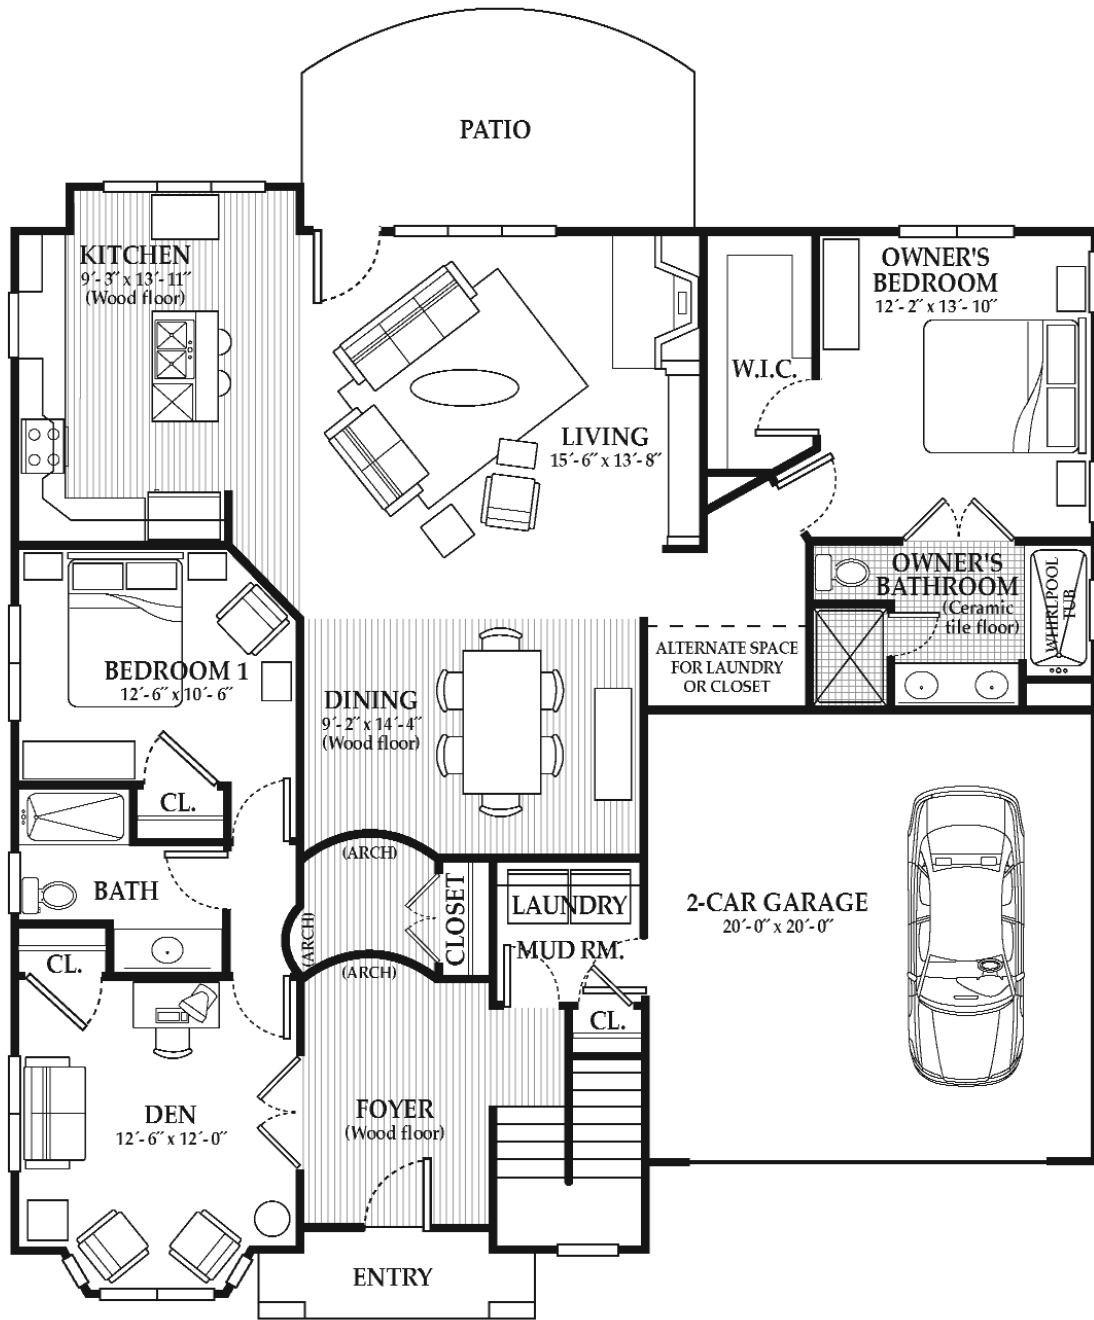 PATIO
KITCHEN
9´- 3˝ x 13´- 11˝
(Wood floor)
OWNER'S
BEDROOM
12´- 2˝ x 13´- 10˝
W.I.C.
LIVING
15´- 6˝ x 13´- 8˝
OWNER'S
BATHROOM
(Ceramic
tile floor)
WHIRLPOOL
TUB
ALTERNATE SPACE
FOR LAUNDRY
OR CLOSET
BEDROOM 1
12´- 6˝ x 10´- 6˝
DINING
9´- 2˝ x 14´- 4˝
(Wood floor)
CL.
(ARCH)
BATH
(ARCH)
CLOSET
LAUNDRY
MUD RM.
2-CAR GARAGE
20´- 0˝ x 20´- 0˝
CL.
(ARCH)
CL.
DEN
12´- 6˝ x 12´- 0˝
FOYER
(Wood floor)
ENTRY